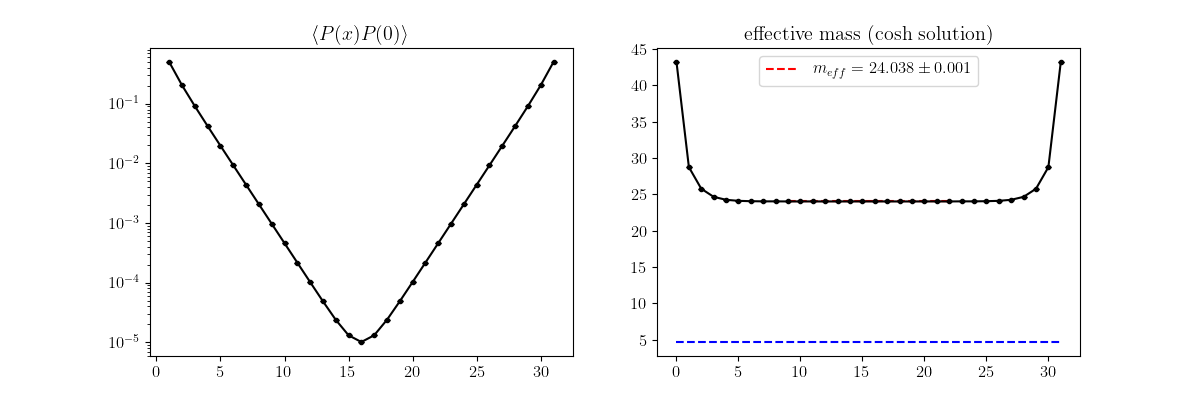 ⟨P(x)P(0)⟩
10⁻¹
10⁻²
10⁻³
10⁻⁴
10⁻⁵
0 5 10 15 20 25 30
effective mass (cosh solution)
m_eff = 24.038 ± 0.001
45
40
35
30
25
20
15
10
5
0 5 10 15 20 25 30